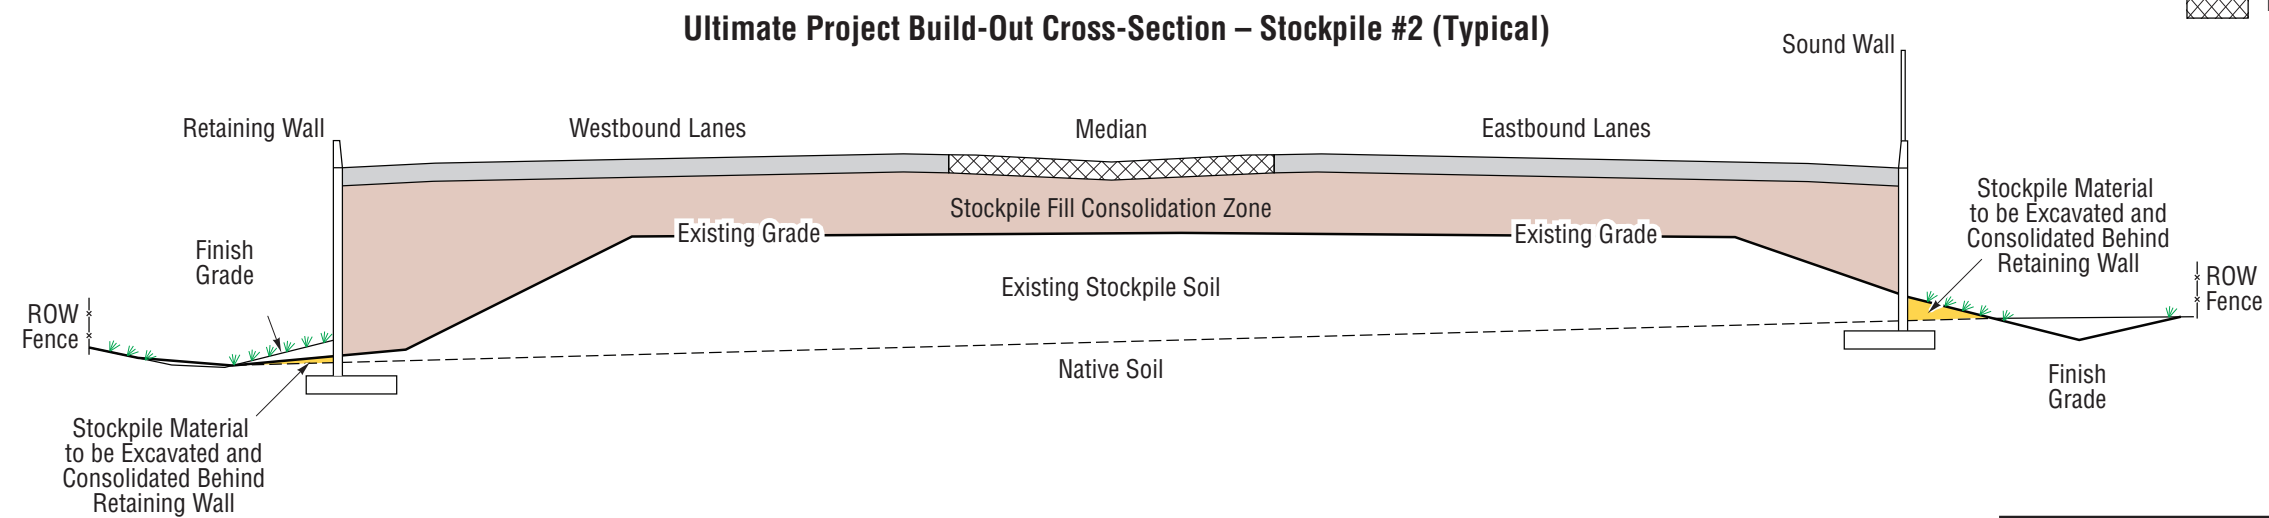 Ultimate Project Build-Out Cross-Section – Stockpile #2 (Typical)
Sound Wall
Retaining Wall
Westbound Lanes
Median
Eastbound Lanes
Stockpile Material
to be Excavated and
Consolidated Behind
Retaining Wall
Stockpile Fill Consolidation Zone
Existing Grade
Existing Grade
Finish
Grade
Existing Stockpile Soil
ROW
Fence
ROW
Fence
Native Soil
Finish
Grade
Stockpile Material
to be Excavated and
Consolidated Behind
Retaining Wall